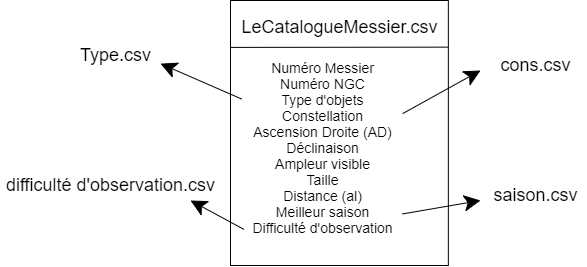 LeCatalogueMessier.csv
Type.csv
cons.csv
Numéro Messier
Numéro NGC
Type d'objets
Constellation
Ascension Droite (AD)
Déclinaison
Ampleur visible
Taille
Distance (al)
Meilleur saison
Difficulté d'observation
difficulté d'observation.csv
saison.csv